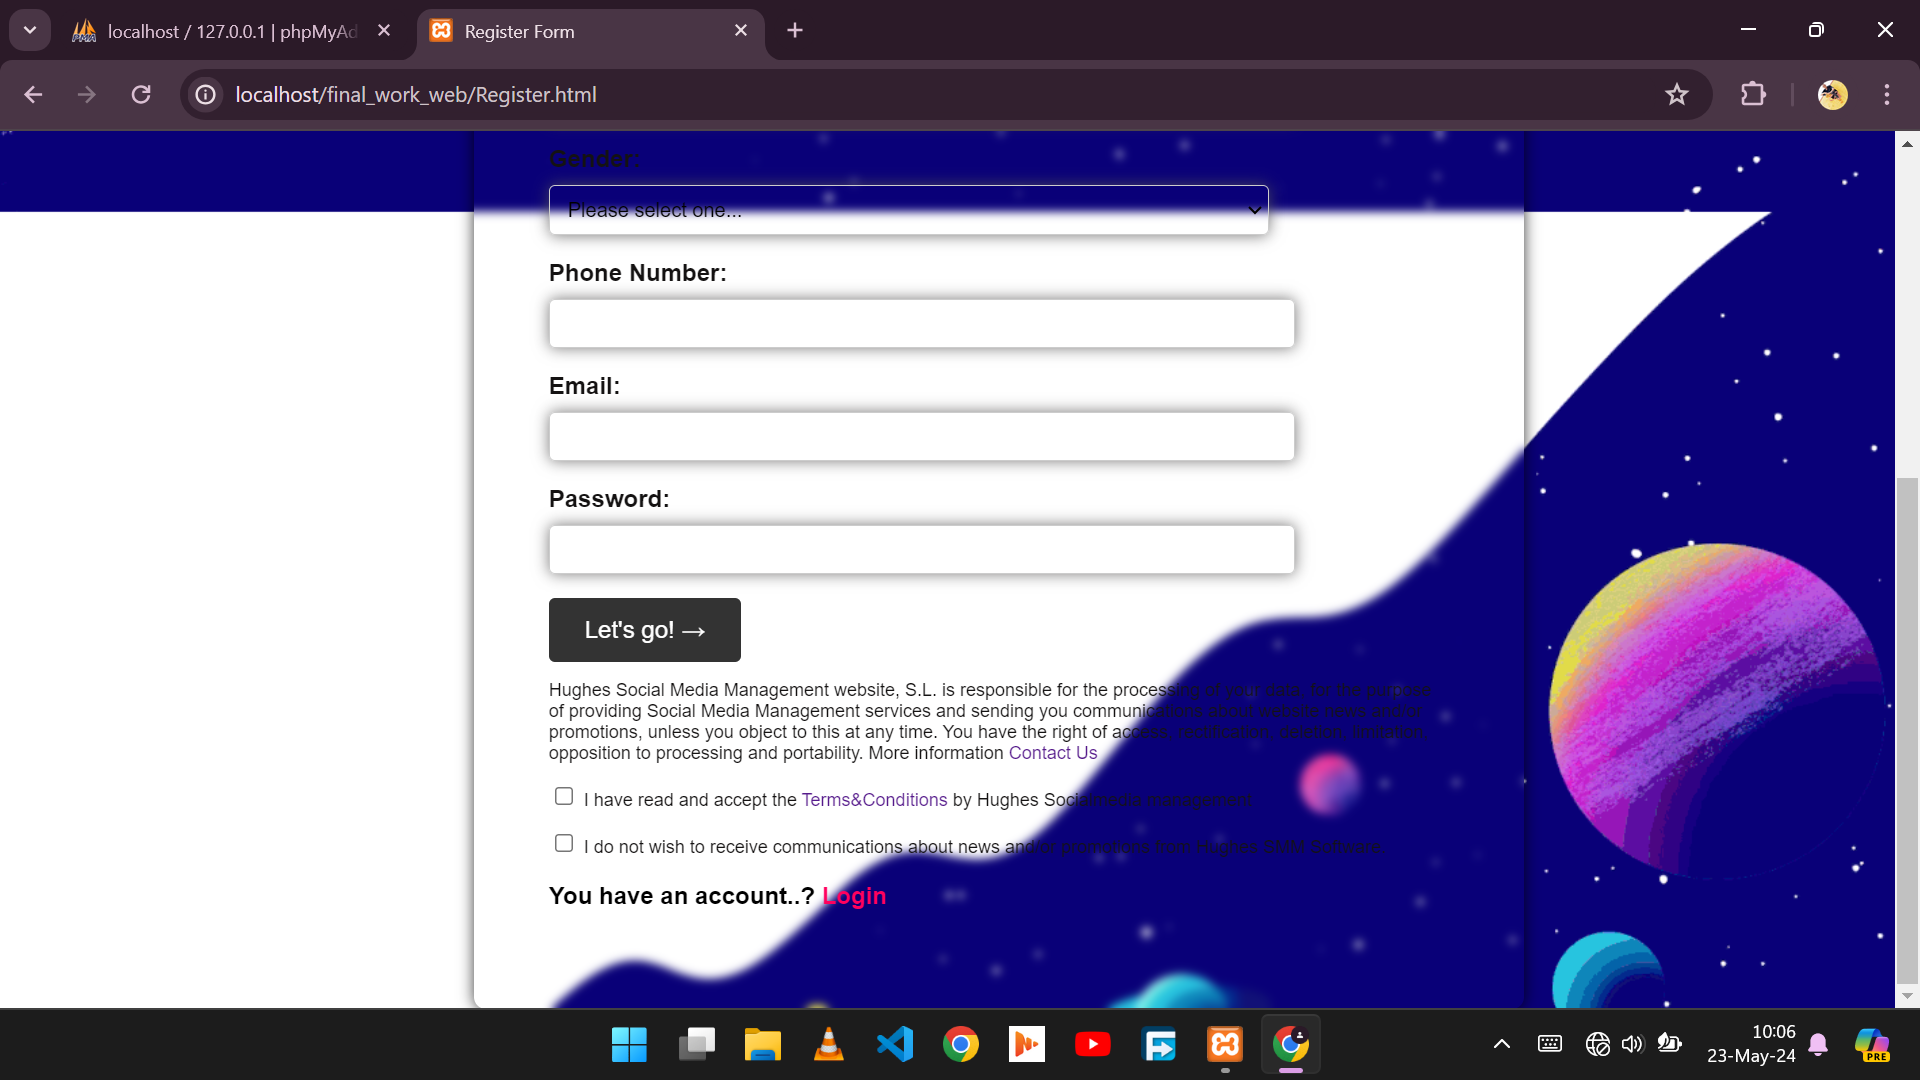 localhost / 127.0.0.1 | phpMyAd
Register Form
localhost/final_work_web/Register.html
Gender:
Please select one...
Phone Number:
Email:
Password:
Let's go! →
Hughes Social Media Management website, S.L. is responsible for the processing of your data, for the purpose
of providing Social Media Management services and sending you communications about website news and/or
promotions, unless you object to this at any time. You have the right of access, rectification, deletion, limitation,
opposition to processing and portability. More information Contact Us
I have read and accept the Terms&Conditions by Hughes Socialmedia management
I do not wish to receive communications about news and/or promotions from Hughes SMM Software.
You have an account..? Login
10:06
23-May-24
PRE